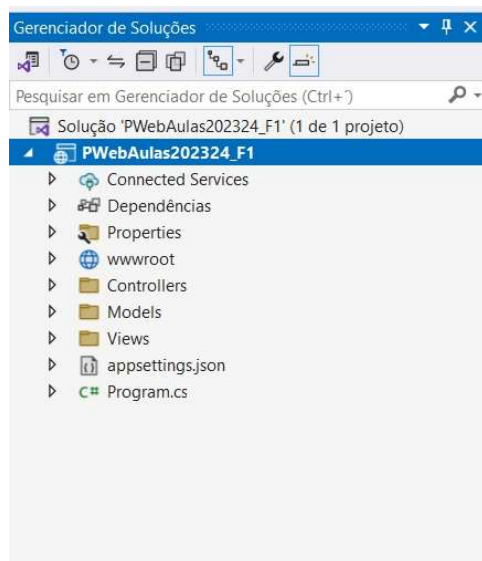 Gerenciador de Soluções
Pesquisar em Gerenciador de Soluções (Ctrl+´)
Solução 'PWebAulas202324_F1' (1 de 1 projeto)
PWebAulas202324_F1
Connected Services
Dependências
Properties
wwwroot
Controllers
Models
Views
appsettings.json
C# Program.cs